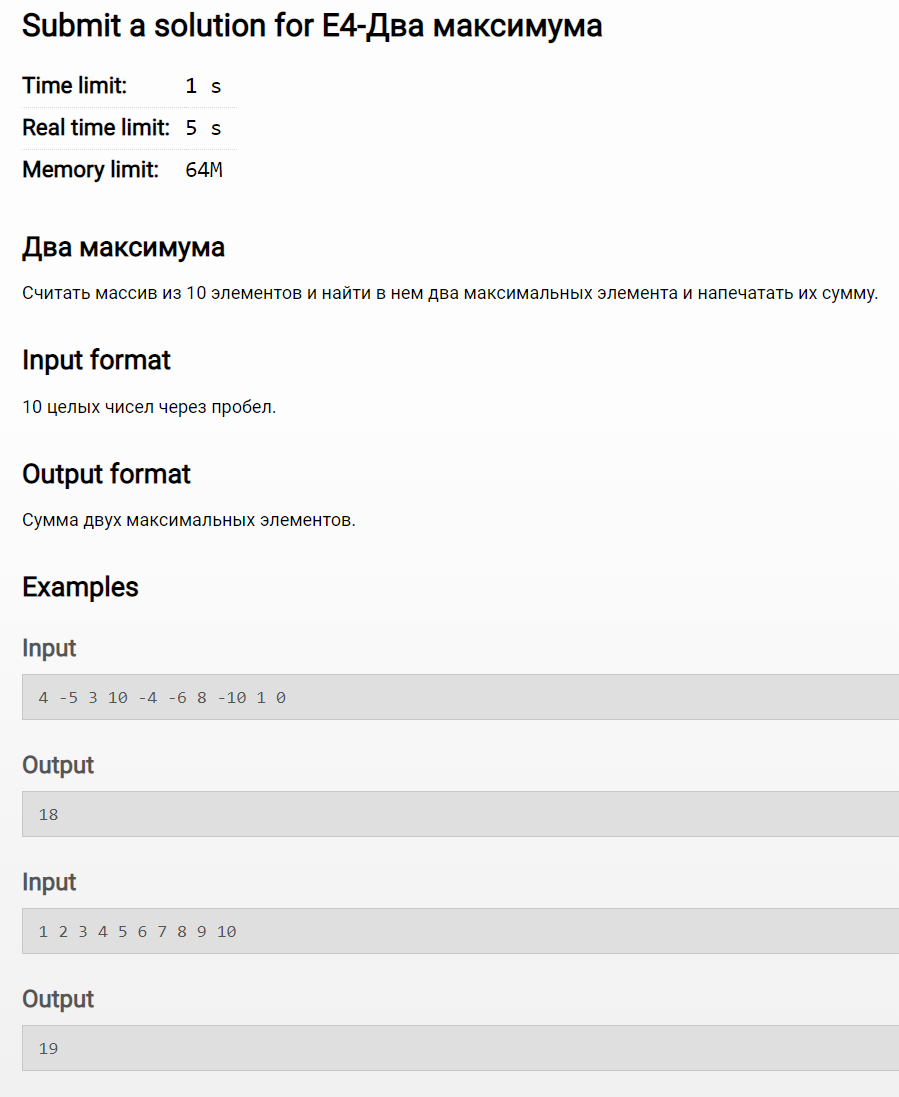 Submit a solution for E4-Два максимума
Time limit: 1 s
Real time limit: 5 s
Memory limit: 64M
Два максимума
Считать массив из 10 элементов и найти в нем два максимальных элемента и напечатать их сумму.
Input format
10 целых чисел через пробел.
Output format
Сумма двух максимальных элементов.
Examples
Input
4 -5 3 10 -4 -6 8 -10 1 0
Output
18
Input
1 2 3 4 5 6 7 8 9 10
Output
19